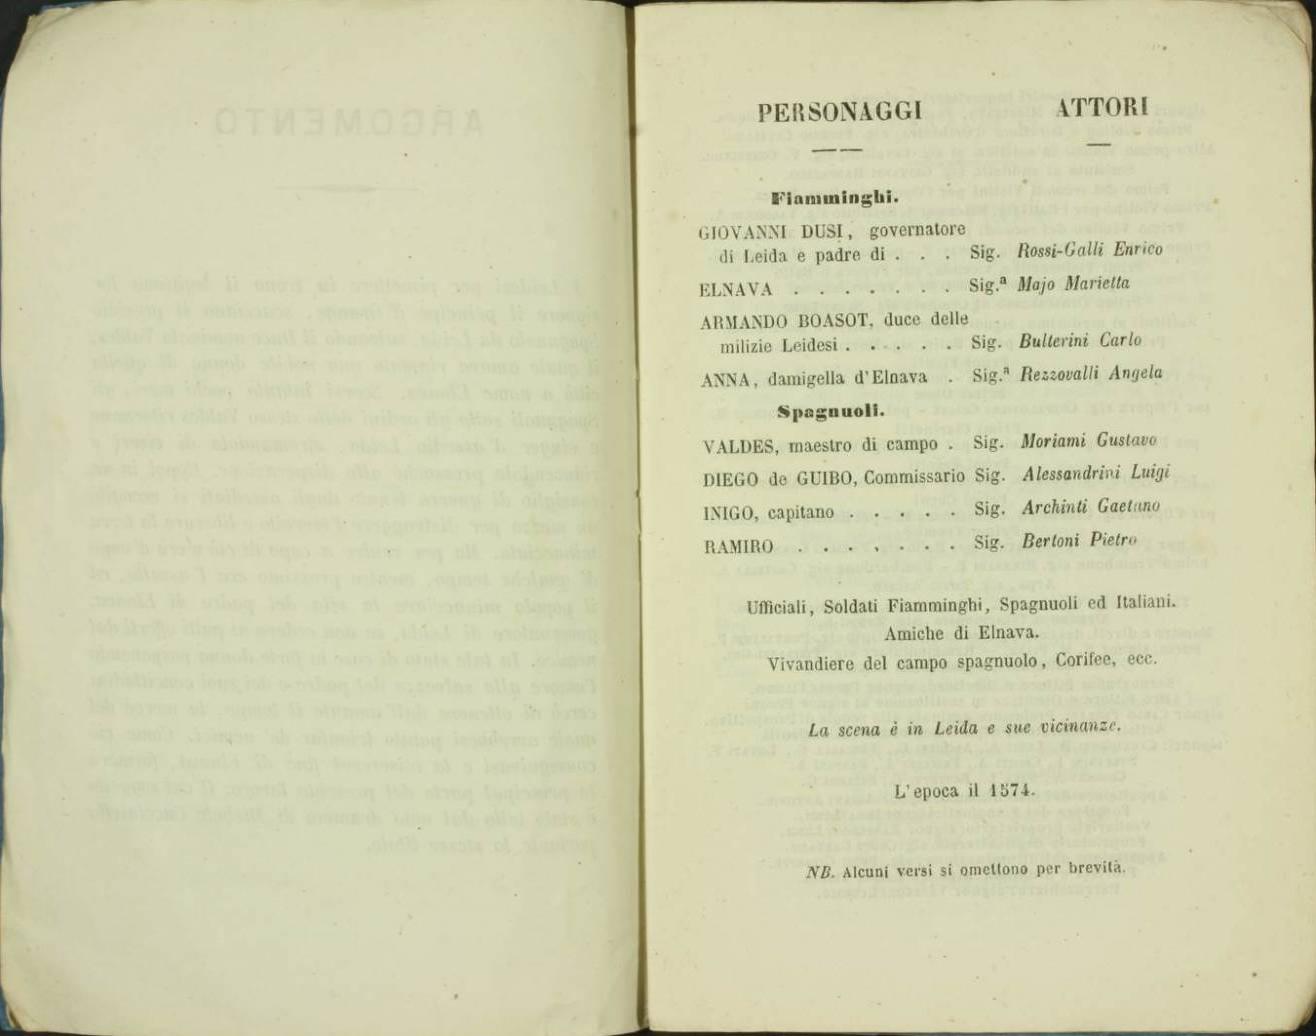 PERSONAGGI ATTORI
Fiamminghi.
GIOVANNI DUSI, governatore
di Leida e padre di . . . Sig. Rossi-Galli Enrico
ELNAVA . . . . . . . Sig.ª Majo Marietta
ARMANDO BOASOT, duce delle
milizie Leidesi . . . . . Sig. Bulterini Carlo
ANNA, damigella d'Elnava . Sig.ª Rezzovalli Angela
Spagnuoli.
VALDES, maestro di campo . Sig. Moriami Gustavo
DIEGO de GUIBO, Commissario Sig. Alessandrini Luigi
INIGO, capitano . . . . . Sig. Archinti Gaetano
RAMIRO . . . . . . . Sig. Bertoni Pietro
Ufficiali, Soldati Fiamminghi, Spagnuoli ed Italiani.
Amiche di Elnava.
Vivandiere del campo spagnuolo, Corifee, ecc.
La scena è in Leida e sue vicinanze.
L'epoca il 1574.
NB. Alcuni versi si omettono per brevità.